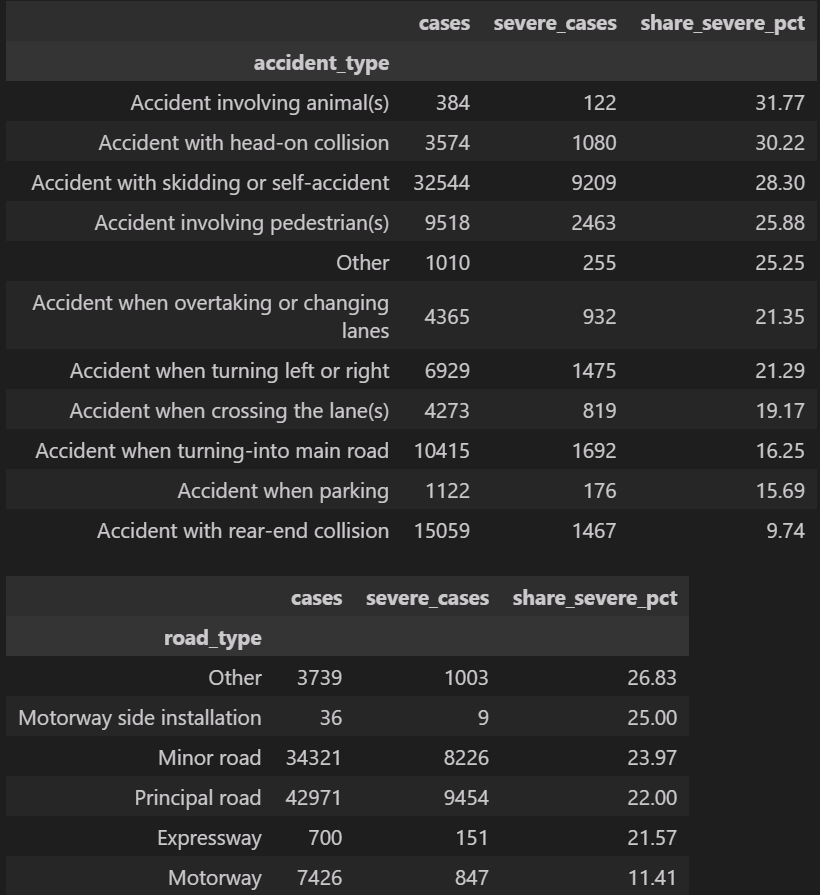 cases severe_cases share_severe_pct
accident_type
Accident involving animal(s) 384 122 31.77
Accident with head-on collision 3574 1080 30.22
Accident with skidding or self-accident 32544 9209 28.30
Accident involving pedestrian(s) 9518 2463 25.88
Other 1010 255 25.25
Accident when overtaking or changing
lanes 4365 932 21.35
Accident when turning left or right 6929 1475 21.29
Accident when crossing the lane(s) 4273 819 19.17
Accident when turning-into main road 10415 1692 16.25
Accident when parking 1122 176 15.69
Accident with rear-end collision 15059 1467 9.74
cases severe_cases share_severe_pct
road_type
Other 3739 1003 26.83
Motorway side installation 36 9 25.00
Minor road 34321 8226 23.97
Principal road 42971 9454 22.00
Expressway 700 151 21.57
Motorway 7426 847 11.41